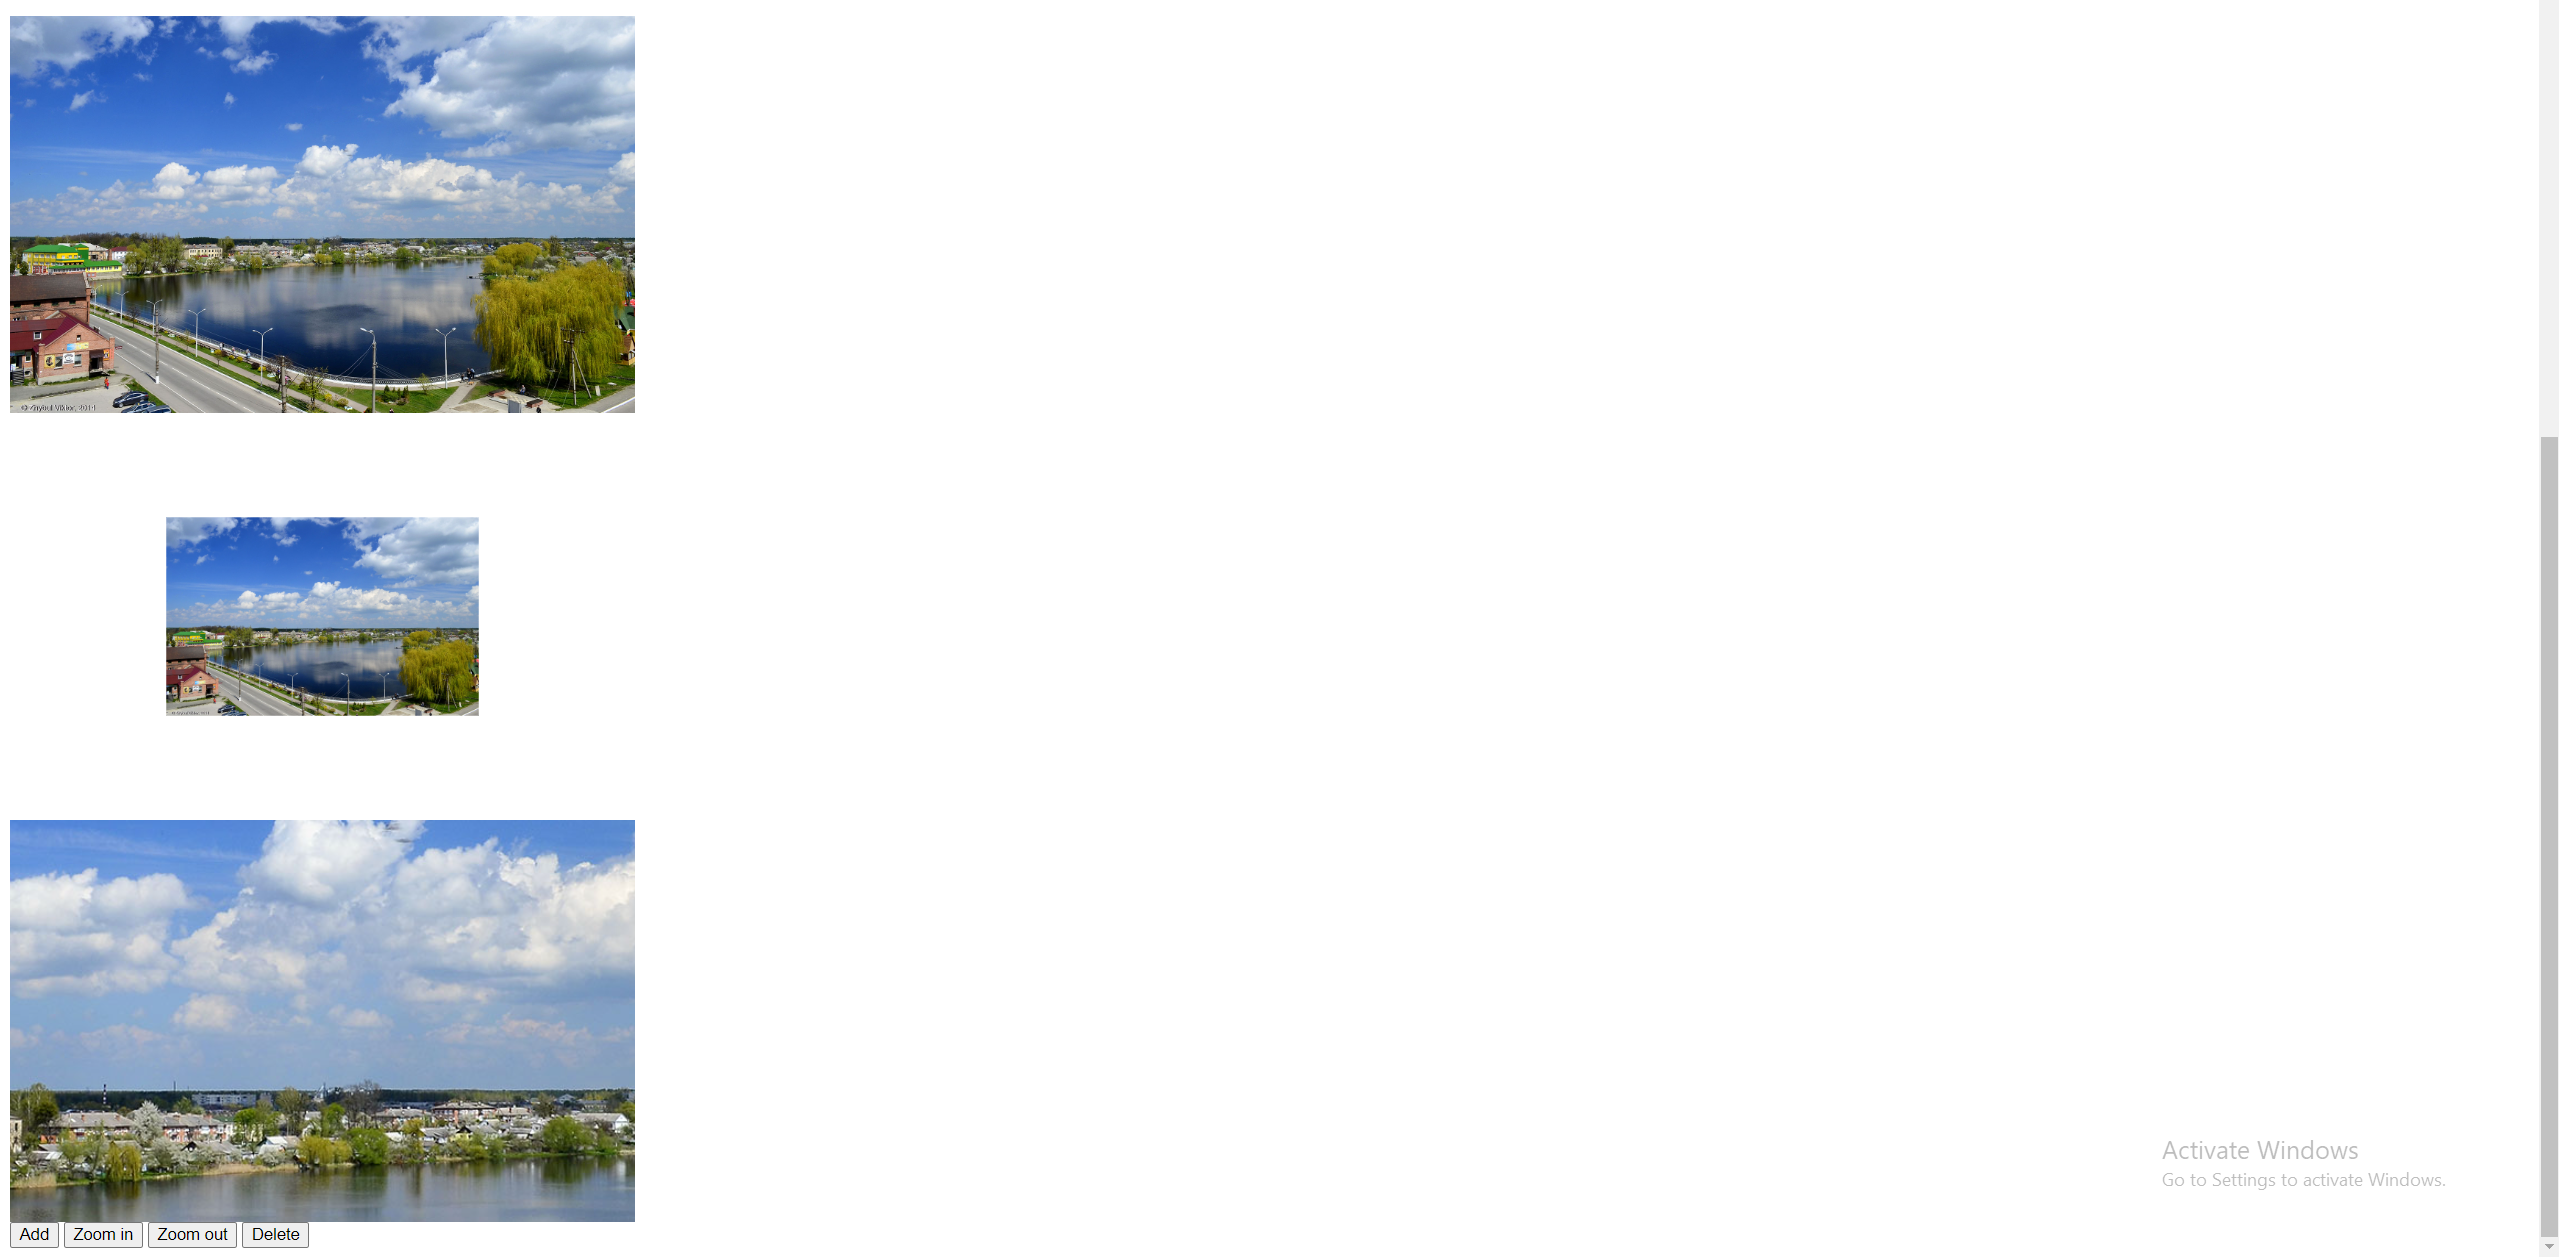 Add
Zoom in
Zoom out
Delete
Activate Windows
Go to Settings to activate Windows.